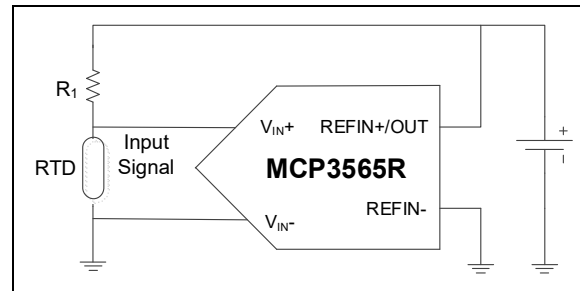 R1
RTD
Input
Signal
VIN+
VIN-
REFIN+/OUT
MCP3565R
REFIN-
+
-